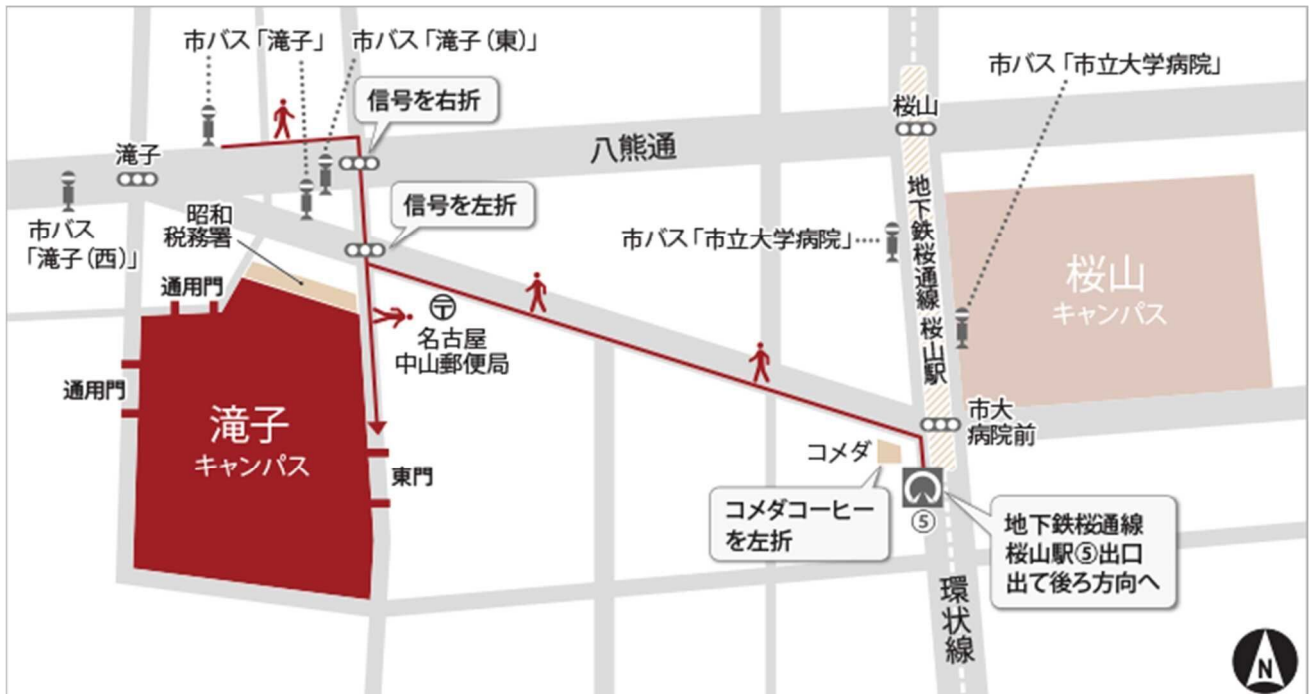 市バス「滝子」
市バス「滝子(東)」
信号を右折
市バス「市立大学病院」
桜山
滝子
八熊通
市バス
「滝子(西)」
昭和
税務署
信号を左折
市バス「市立大学病院」
地下鉄桜通線 桜山駅
桜山
キャンパス
通用門
〒
名古屋
中山郵便局
通用門
滝子
キャンパス
東門
市大
病院前
コメダ
コメダコーヒー
を左折
⑤
地下鉄桜通線
桜山駅⑤出口
出て後ろ方向へ
環状線
N